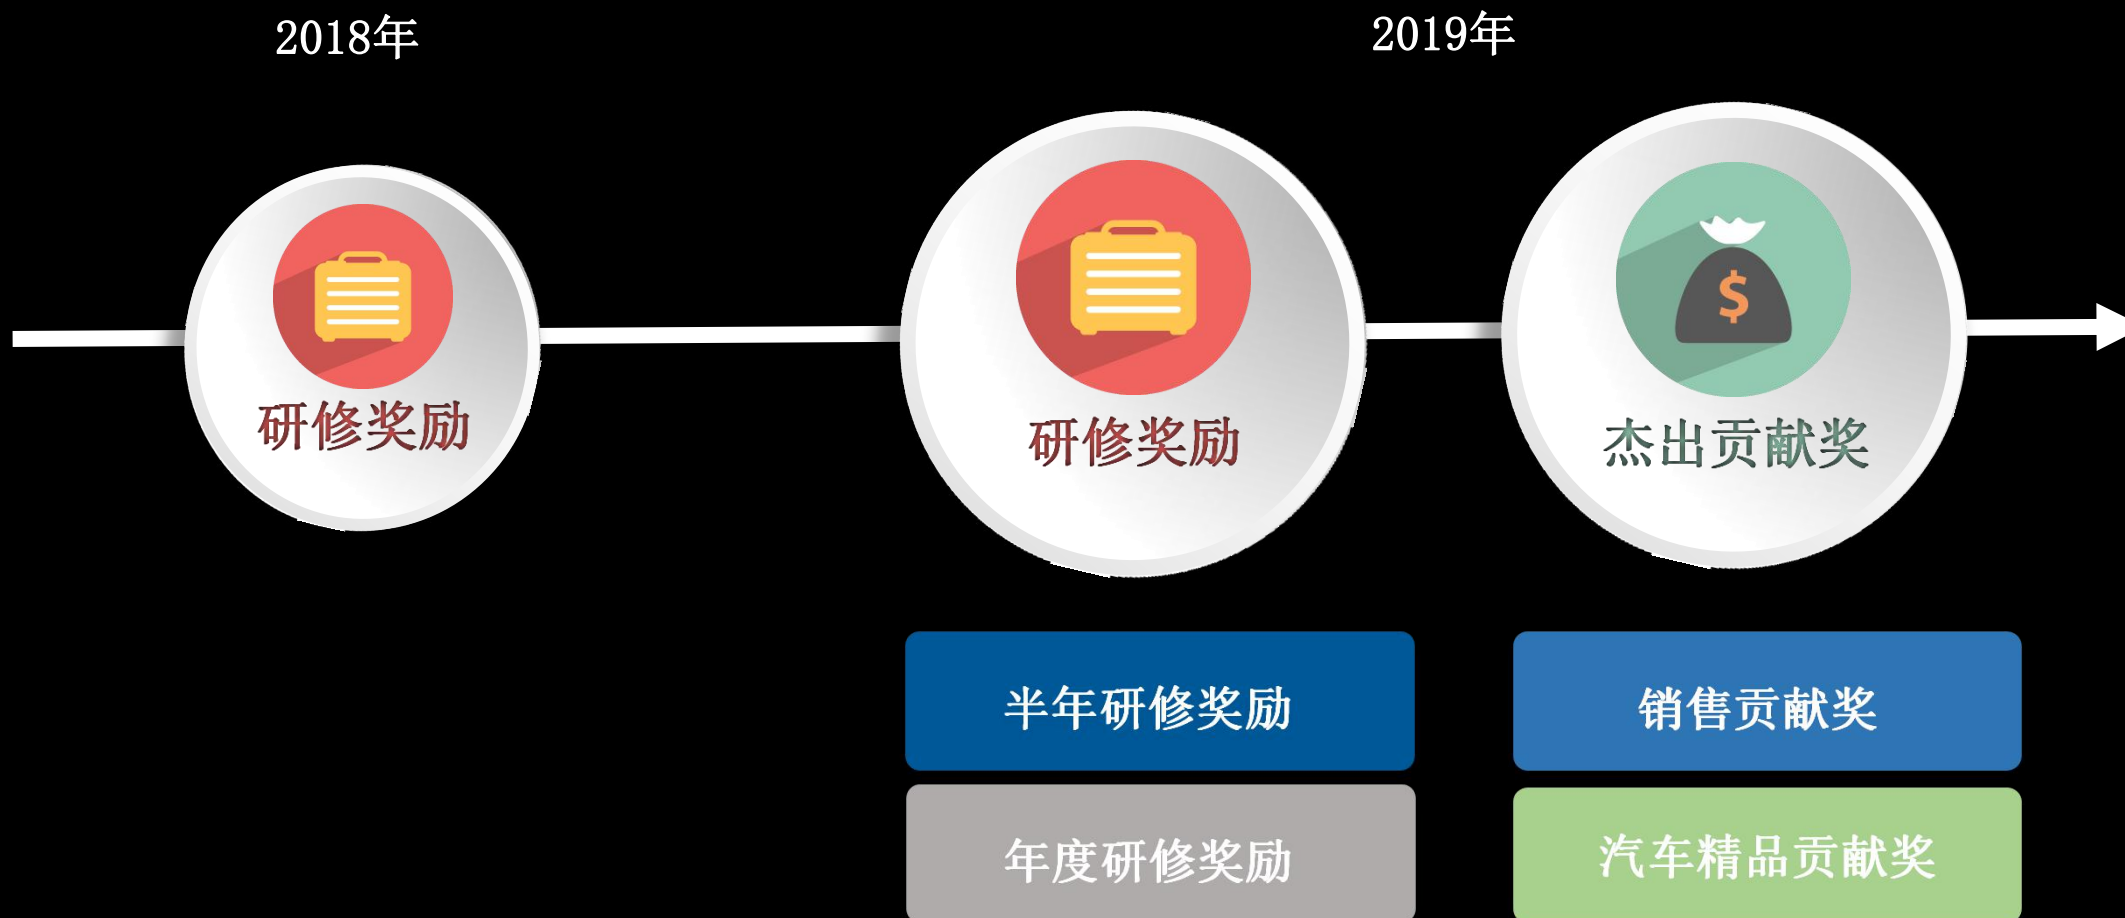 2018年
2019年
研修奖励
研修奖励
杰出贡献奖
$
半年研修奖励
销售贡献奖
年度研修奖励
汽车精品贡献奖